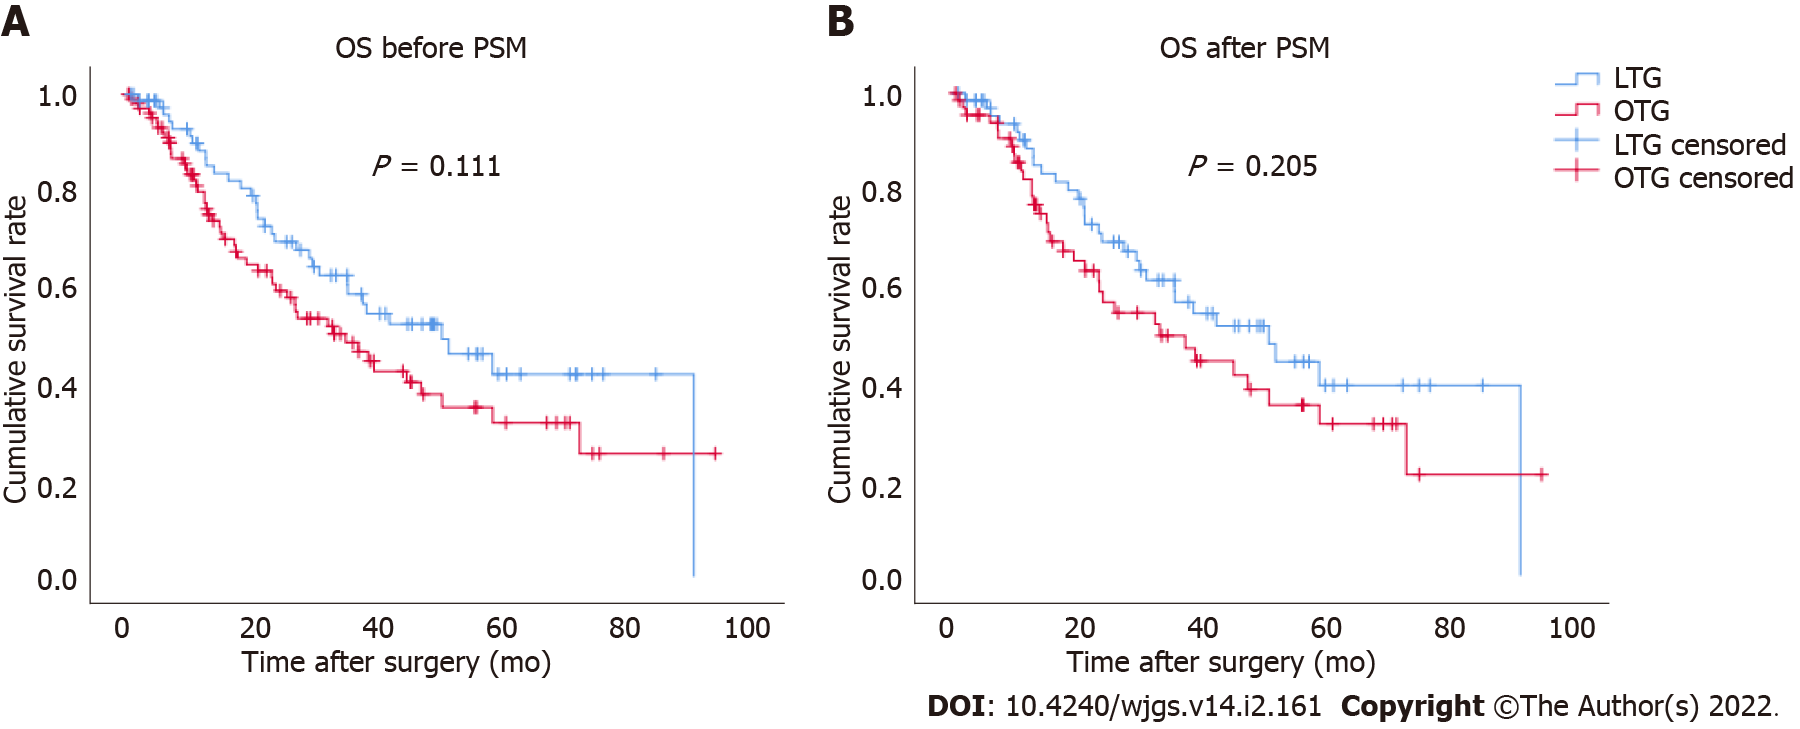 A
OS before PSM
P = 0.111
Cumulative survival rate
1.0
0.8
0.6
0.4
0.2
0.0
0 20 40 60 80 100
Time after surgery (mo)
B
OS after PSM
P = 0.205
Cumulative survival rate
1.0
0.8
0.6
0.4
0.2
0.0
0 20 40 60 80 100
Time after surgery (mo)
LTG
OTG
LTG censored
OTG censored
DOI: 10.4240/wjgs.v14.i2.161 Copyright ©The Author(s) 2022.